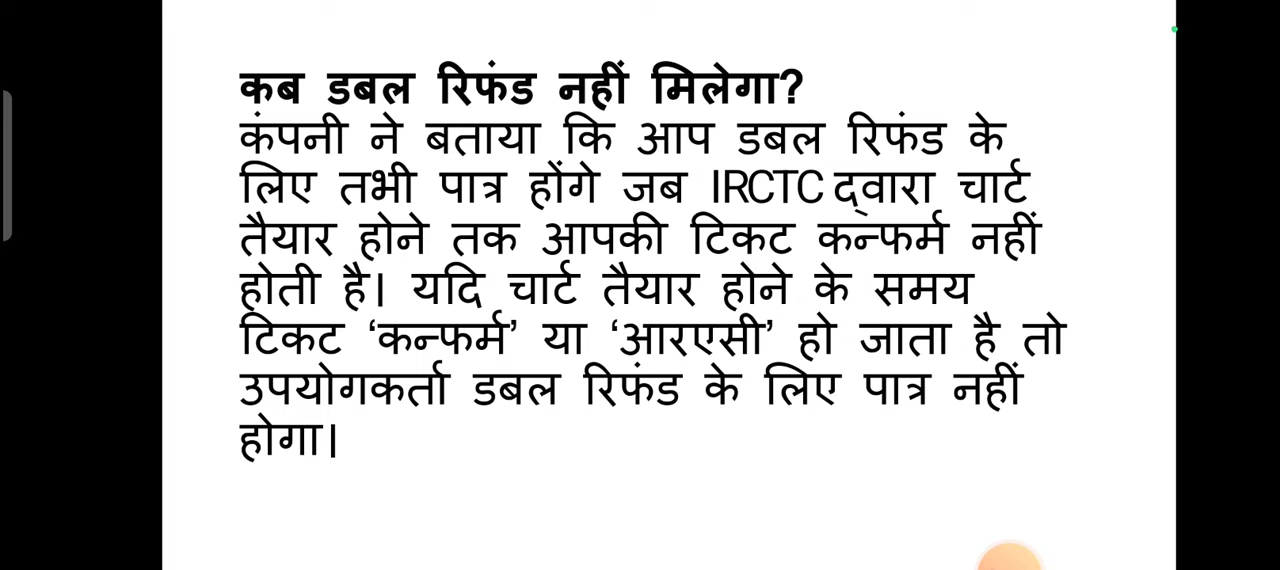 कब डबल रिफंड नहीं मिलेगा?
कंपनी ने बताया कि आप डबल रिफंड के
लिए तभी पात्र होंगे जब IRCTC द्वारा चार्ट
तैयार होने तक आपकी टिकट कन्फर्म नहीं
होती है। यदि चार्ट तैयार होने के समय
टिकट ‘कन्फर्म’ या ‘आरएसी’ हो जाता है तो
उपयोगकर्ता डबल रिफंड के लिए पात्र नहीं
होगा।